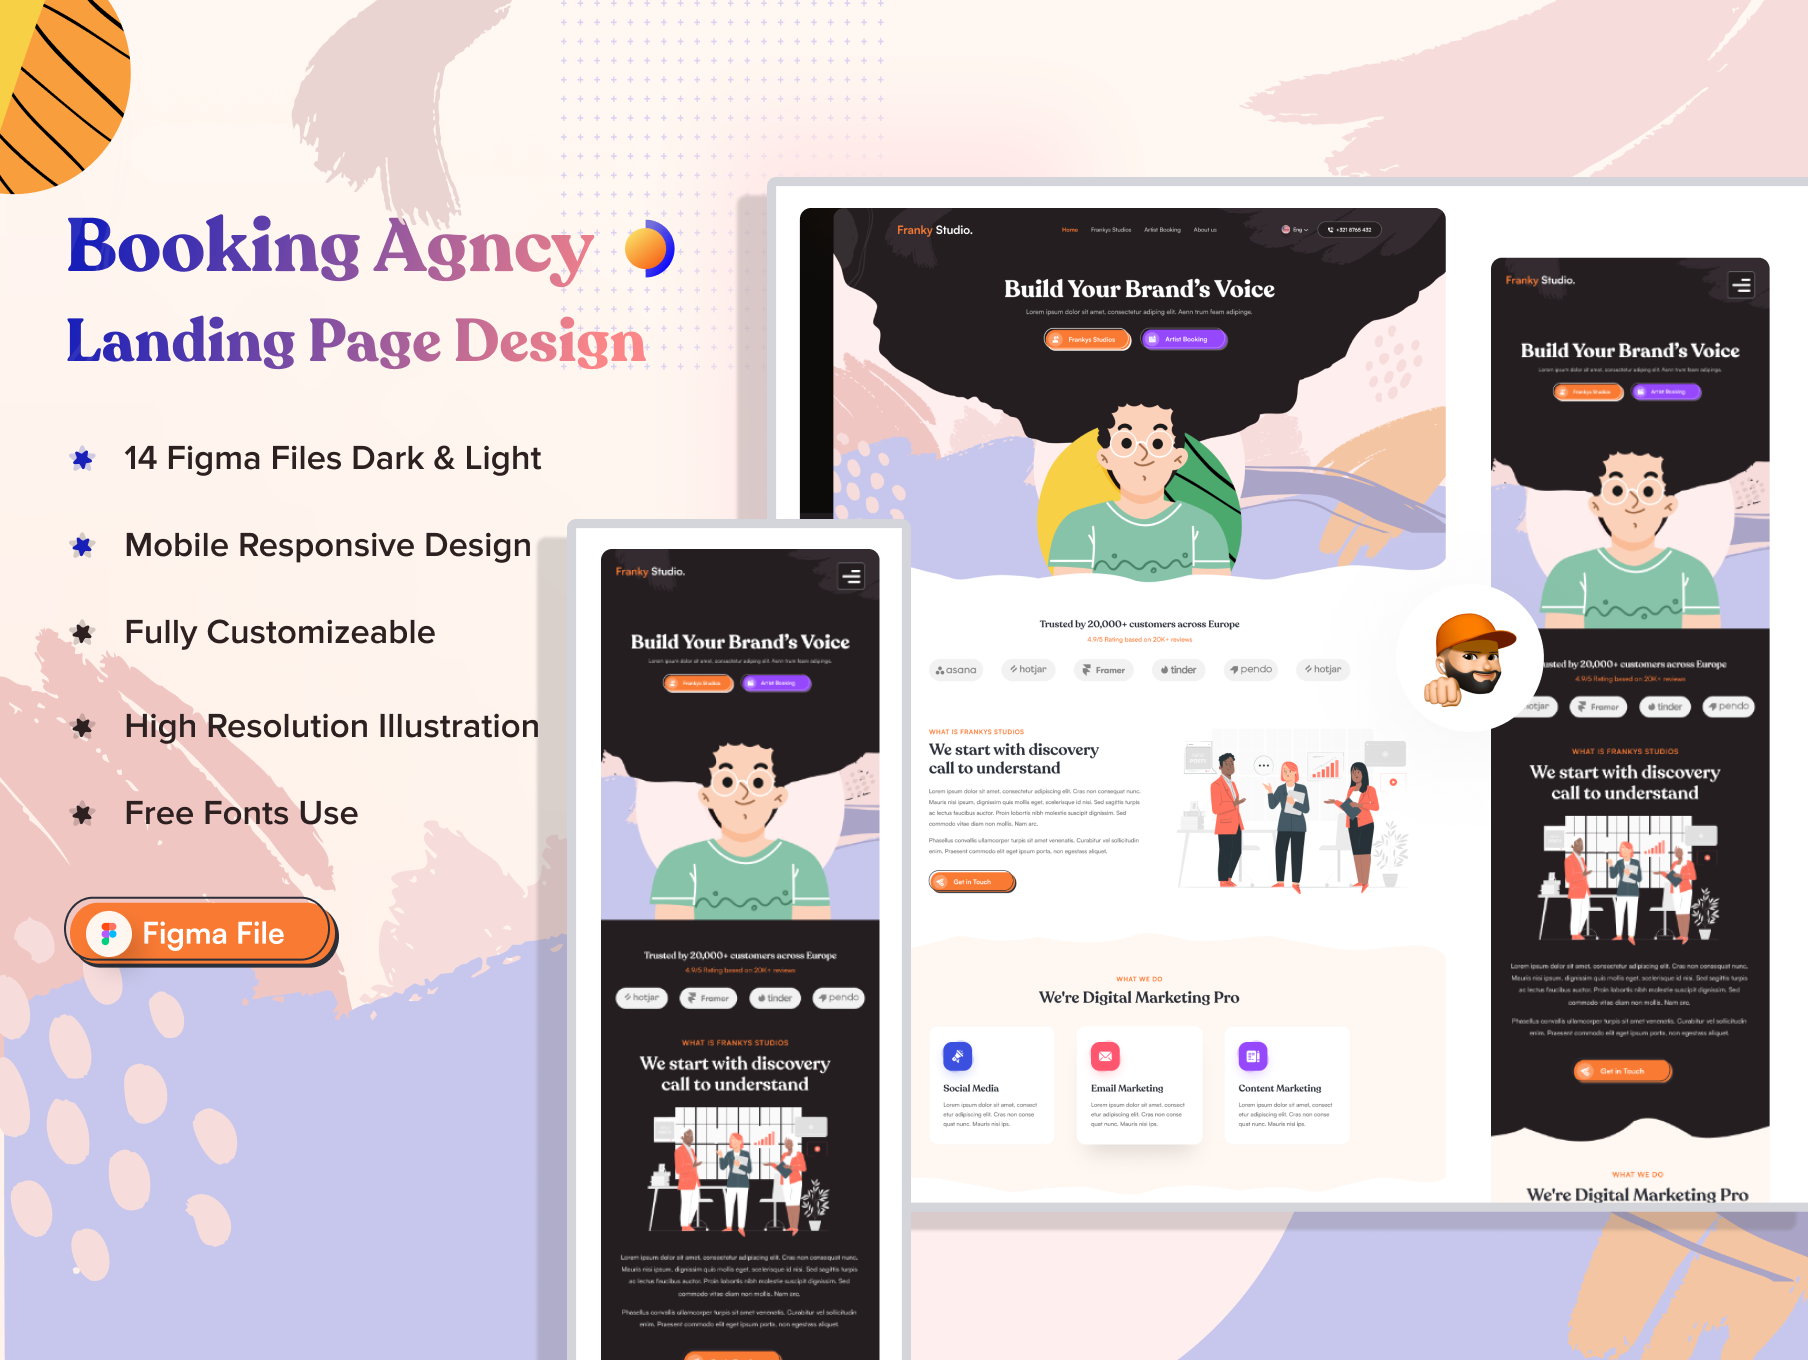 Booking Agncy
Landing Page Design
14 Figma Files Dark & Light
Mobile Responsive Design
Fully Customizeable
High Resolution Illustration
Free Fonts Use
Figma File
Franky Studio.
Home
Frankys Studios
Artist Booking
About us
Eng
+321 8765 432
Build Your Brand's Voice
Lorem ipsum dolor sit amet, consectetur adiping elit. Aenn trum feam adipinge.
Frankys Studios
Artist Booking
Trusted by 20,000+ customers across Europe
4.9/5 Rating based on 20K+ reviews
asana
hotjar
Framer
tinder
pendo
hotjar
WHAT IS FRANKYS STUDIOS
We start with discovery
call to understand
Lorem ipsum dolor sit amet, consectetur adipiscing elit. Cras non consequat nunc.
Mauris nisi ipsum, dignissim quis mollis eget, scelerisque id nisi. Sed sagittis turpis
ac lectus faucibus auctor. Proin lobortis nibh molestie suscipit dignissim. Sed
commodo vitae diam non mollis. Nam arc.
Phasellus convallis ullamcorper turpis sit amet venenatis. Curabitur vel sollicitudin
enim. Praesent commodo elit eget ipsum porta, non egestass aliquet.
Get in Touch
WHAT WE DO
We're Digital Marketing Pro
Social Media
Lorem ipsum dolor sit amet, consect
etur adipiscing elit. Cras non conse
quat nunc. Mauris nisi ips.
Email Marketing
Lorem ipsum dolor sit amet, consect
etur adipiscing elit. Cras non conse
quat nunc. Mauris nisi ips.
Content Marketing
Lorem ipsum dolor sit amet, consect
etur adipiscing elit. Cras non conse
quat nunc. Mauris nisi ips.
Franky Studio.
Build Your Brand's Voice
Lorem ipsum dolor sit amet, consectetur adiping elit. Aenn trum feam adipinge.
Frankys Studios
Artist Booking
Trusted by 20,000+ customers across Europe
4.9/5 Rating based on 20K+ reviews
hotjar
Framer
tinder
pendo
WHAT IS FRANKYS STUDIOS
We start with discovery
call to understand
Lorem ipsum dolor sit amet, consectetur adipiscing elit. Cras non consequat nunc.
Mauris nisi ipsum, dignissim quis mollis eget, scelerisque id nisi. Sed sagittis turpis
ac lectus faucibus auctor. Proin lobortis nibh molestie suscipit dignissim. Sed
commodo vitae diam non mollis. Nam arc.
Phasellus convallis ullamcorper turpis sit amet venenatis. Curabitur vel sollicitudin
enim. Praesent commodo elit eget ipsum porta, non egestass aliquet.
Franky Studio.
Build Your Brand's Voice
Lorem ipsum dolor sit amet, consectetur adiping elit. Aenn trum feam adipinge.
Frankys Studios
Artist Booking
usted by 20,000+ customers across Europe
4.9/5 Rating based on 20K+ reviews
otjar
Framer
tinder
pendo
WHAT IS FRANKYS STUDIOS
We start with discovery
call to understand
Lorem ipsum dolor sit amet, consectetur adipiscing elit. Cras non consequat nunc.
Mauris nisi ipsum, dignissim quis mollis eget, scelerisque id nisi. Sed sagittis turpis
ac lectus faucibus auctor. Proin lobortis nibh molestie suscipit dignissim. Sed
commodo vitae diam non mollis. Nam arc.
Phasellus convallis ullamcorper turpis sit amet venenatis. Curabitur vel sollicitudin
enim. Praesent commodo elit eget ipsum porta, non egestass aliquet.
Get in Touch
WHAT WE DO
We're Digital Marketing Pro